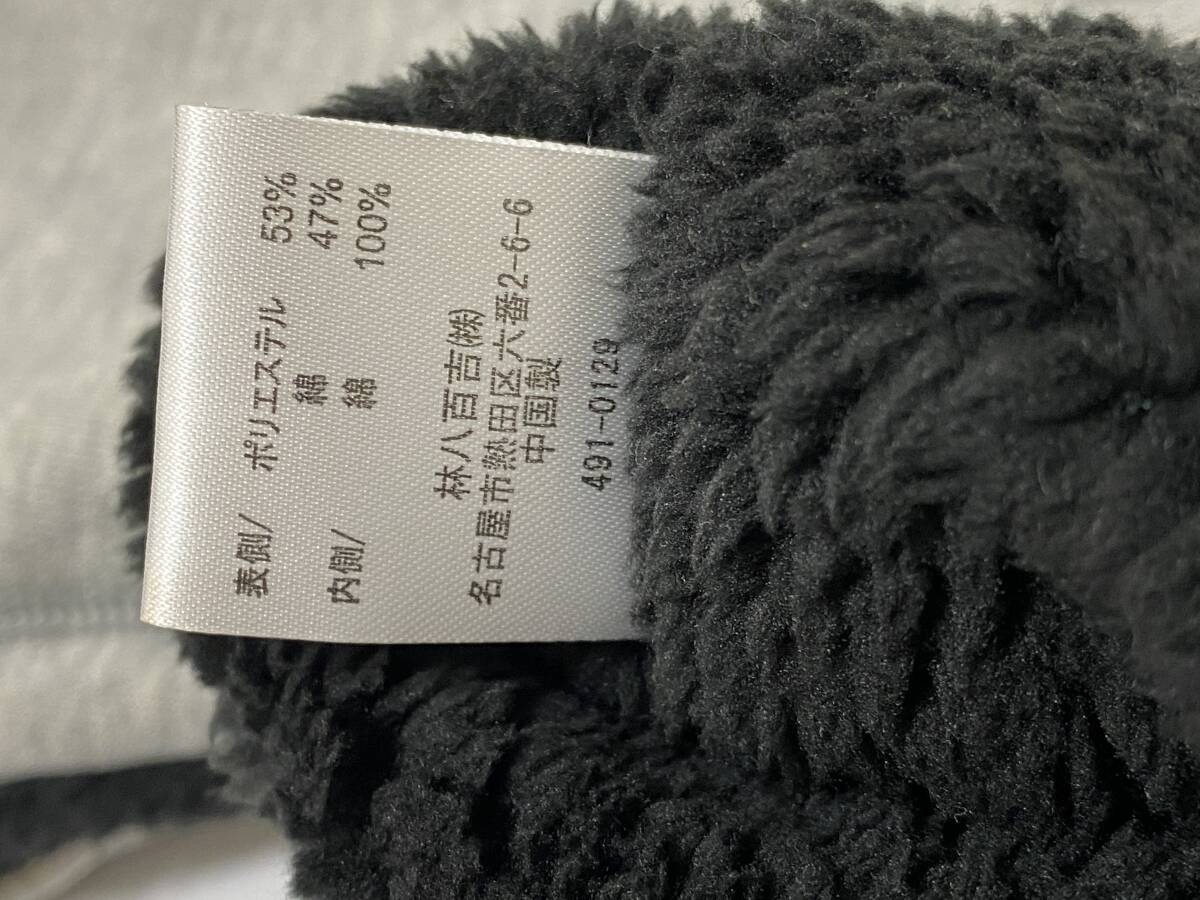 表側/ ポリエステル 53%
綿 47%
内側/ 綿 100%
林八百吉(株)
名古屋市熱田区六番2-6-6
中国製
491-0129